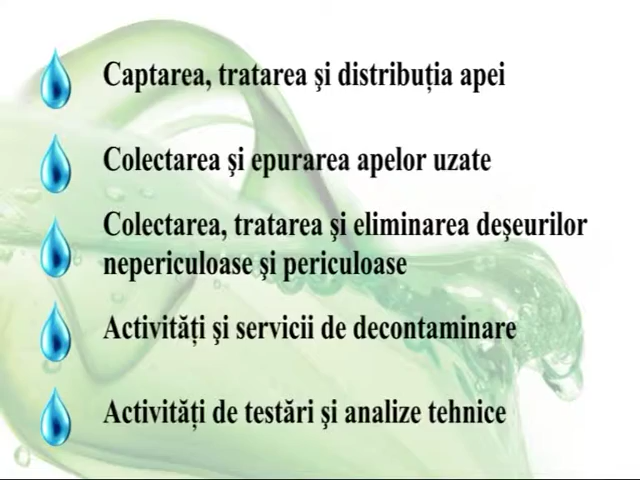 Captarea, tratarea şi distribuția apei
Colectarea şi epurarea apelor uzate
Colectarea, tratarea şi eliminarea deşeurilor
nepericuloase şi periculoase
Activități şi servicii de decontaminare
Activități de testări şi analize tehnice